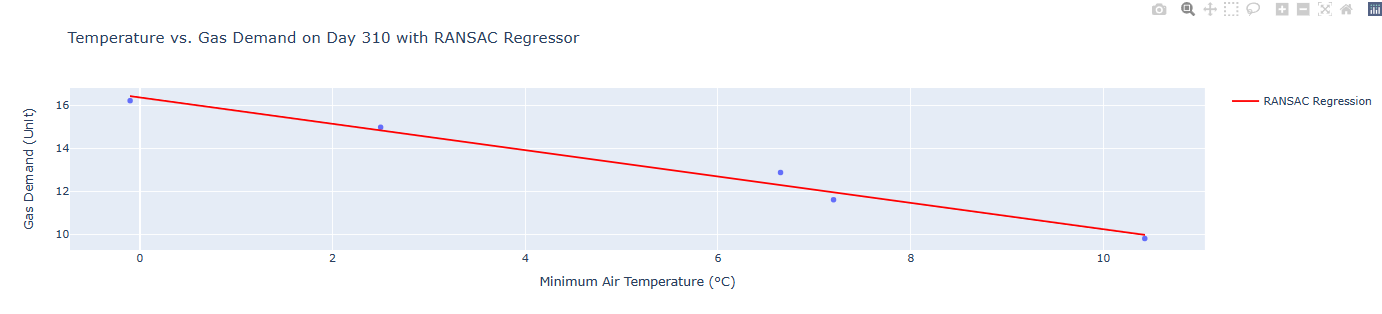 Temperature vs. Gas Demand on Day 310 with RANSAC Regressor
RANSAC Regression
Gas Demand (Unit)
16
14
12
10
0 2 4 6 8 10
Minimum Air Temperature (°C)